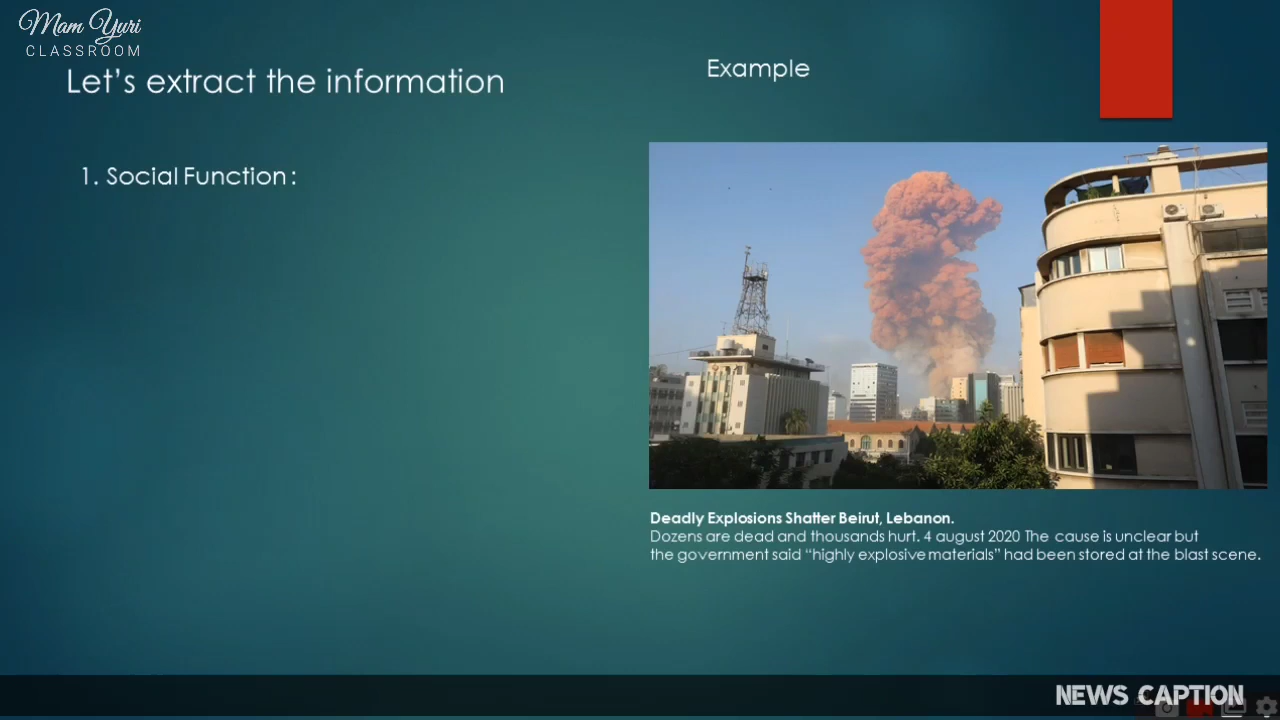 Mam Yuri
CLASSROOM
Let's extract the information
Example
1. Social Function :
Deadly Explosions Shatter Beirut, Lebanon.
Dozens are dead and thousands hurt. 4 august 2020 The cause is unclear but
the government said "highly explosive materials" had been stored at the blast scene.
NEWS CAPTION